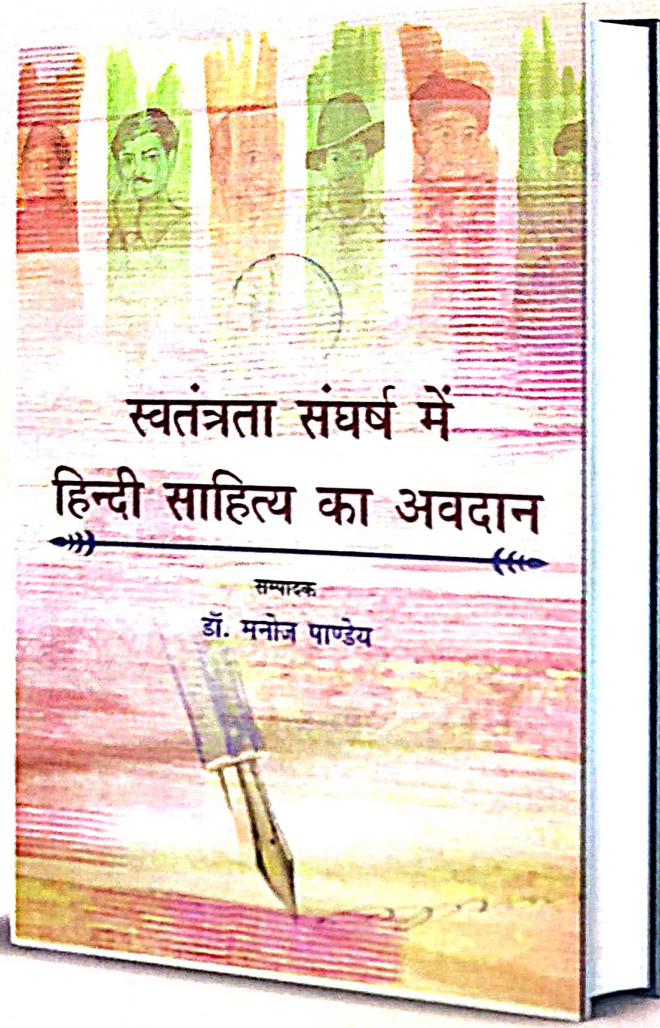 स्वतंत्रता संघर्ष में
हिन्दी साहित्य का अवदान
सम्पादक
डॉ. मनोज पाण्डेय